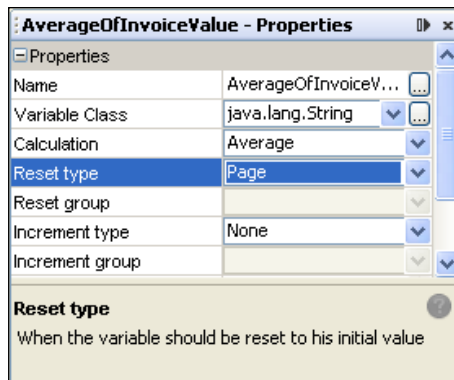 AverageOfInvoiceValue - Properties
Properties
Name AverageOfInvoiceV... ...
Variable Class java.lang.String ...
Calculation Average
Reset type Page
Reset group
Increment type None
Increment group
Reset type ?
When the variable should be reset to his initial value